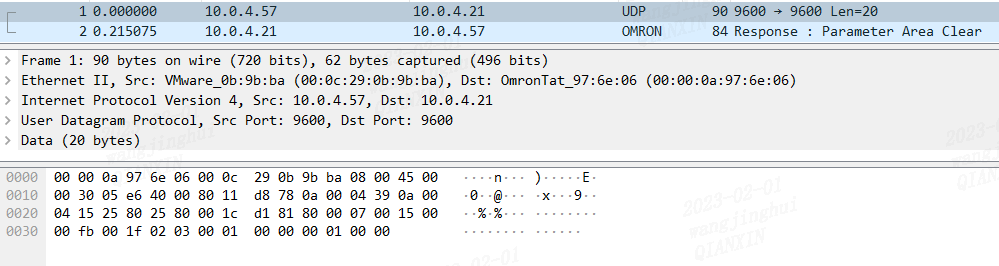 1 0.000000 10.0.4.57 10.0.4.21 UDP 90 9600 → 9600 Len=20
2 0.215075 10.0.4.21 10.0.4.57 OMRON 84 Response : Parameter Area Clear
> Frame 1: 90 bytes on wire (720 bits), 62 bytes captured (496 bits)
> Ethernet II, Src: VMware_0b:9b:ba (00:0c:29:0b:9b:ba), Dst: OmronTat_97:6e:06 (00:00:0a:97:6e:06)
> Internet Protocol Version 4, Src: 10.0.4.57, Dst: 10.0.4.21
> User Datagram Protocol, Src Port: 9600, Dst Port: 9600
> Data (20 bytes)
0000 00 00 0a 97 6e 06 00 0c 29 0b 9b ba 08 00 45 00 ····n··· )·····E·
0010 00 30 05 e6 40 00 80 11 d8 78 0a 00 04 39 0a 00 ·0··@··· ·x···9··
0020 04 15 25 80 25 80 00 1c d1 81 80 00 07 00 15 00 ··%·%··· ········
0030 00 fb 00 1f 02 03 00 01 00 00 00 01 00 00 ········ ······
2023-02-01
wangjinghui
QIANXIN